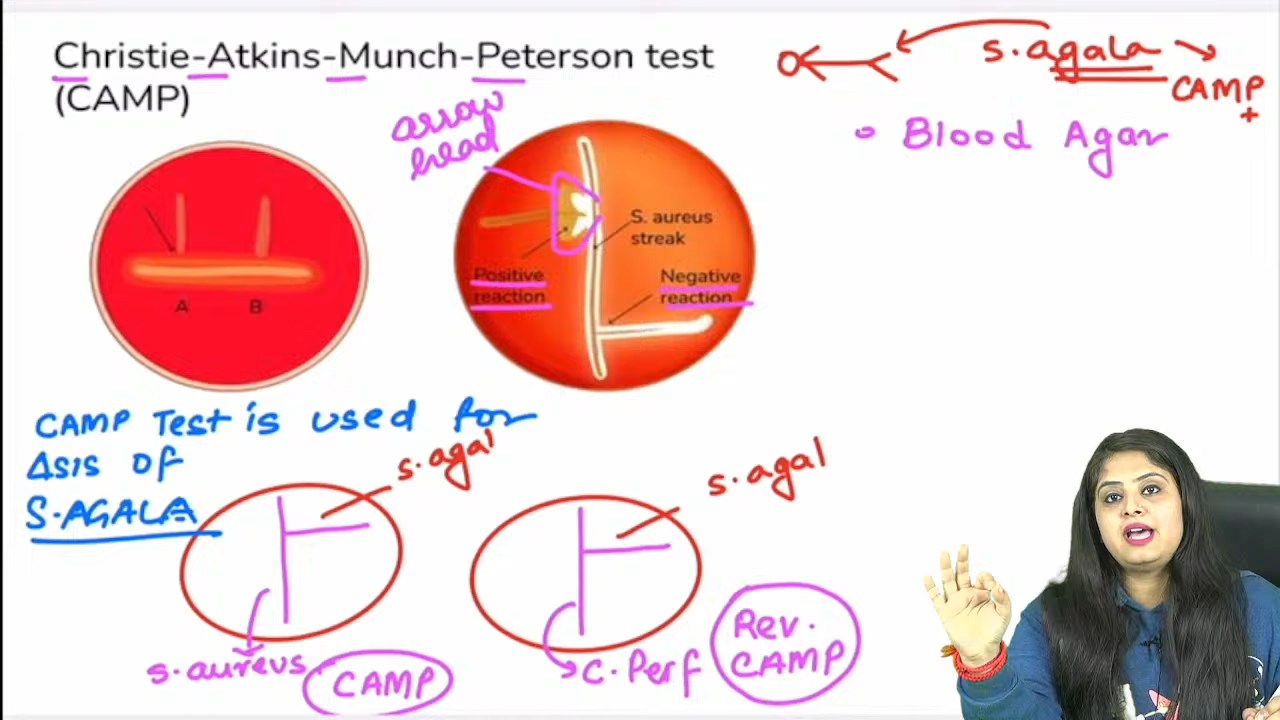 Christie-Atkins-Munch-Peterson test
(CAMP)
S.agala
CAMP
+
Blood Agar
arrow
head
S. aureus
streak
Positive
reaction
Negative
reaction
A
B
CAMP Test is used for
Δsis of
S.AGALA
S.agal
S.agal
S.aureus
CAMP
C.Perf
Rev.
CAMP